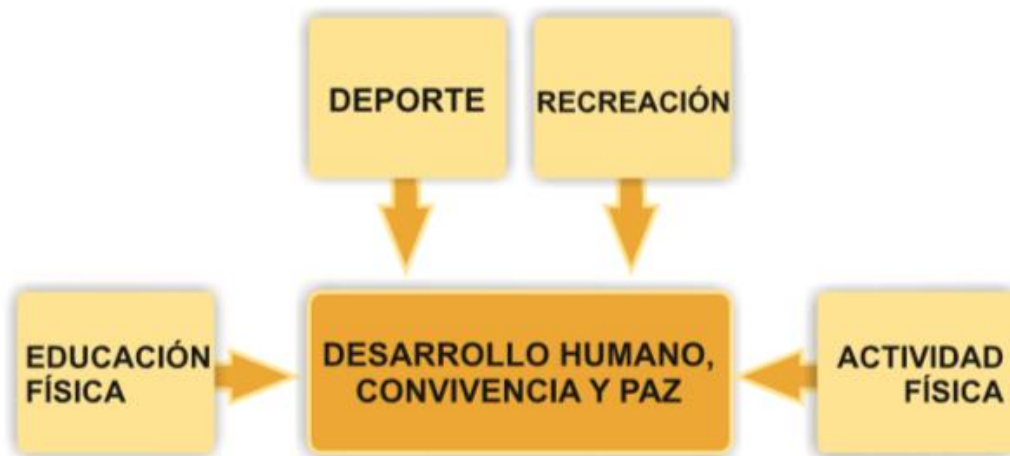 DEPORTE
RECREACIÓN
EDUCACIÓN
FÍSICA
DESARROLLO HUMANO,
CONVIVENCIA Y PAZ
ACTIVIDAD
FÍSICA